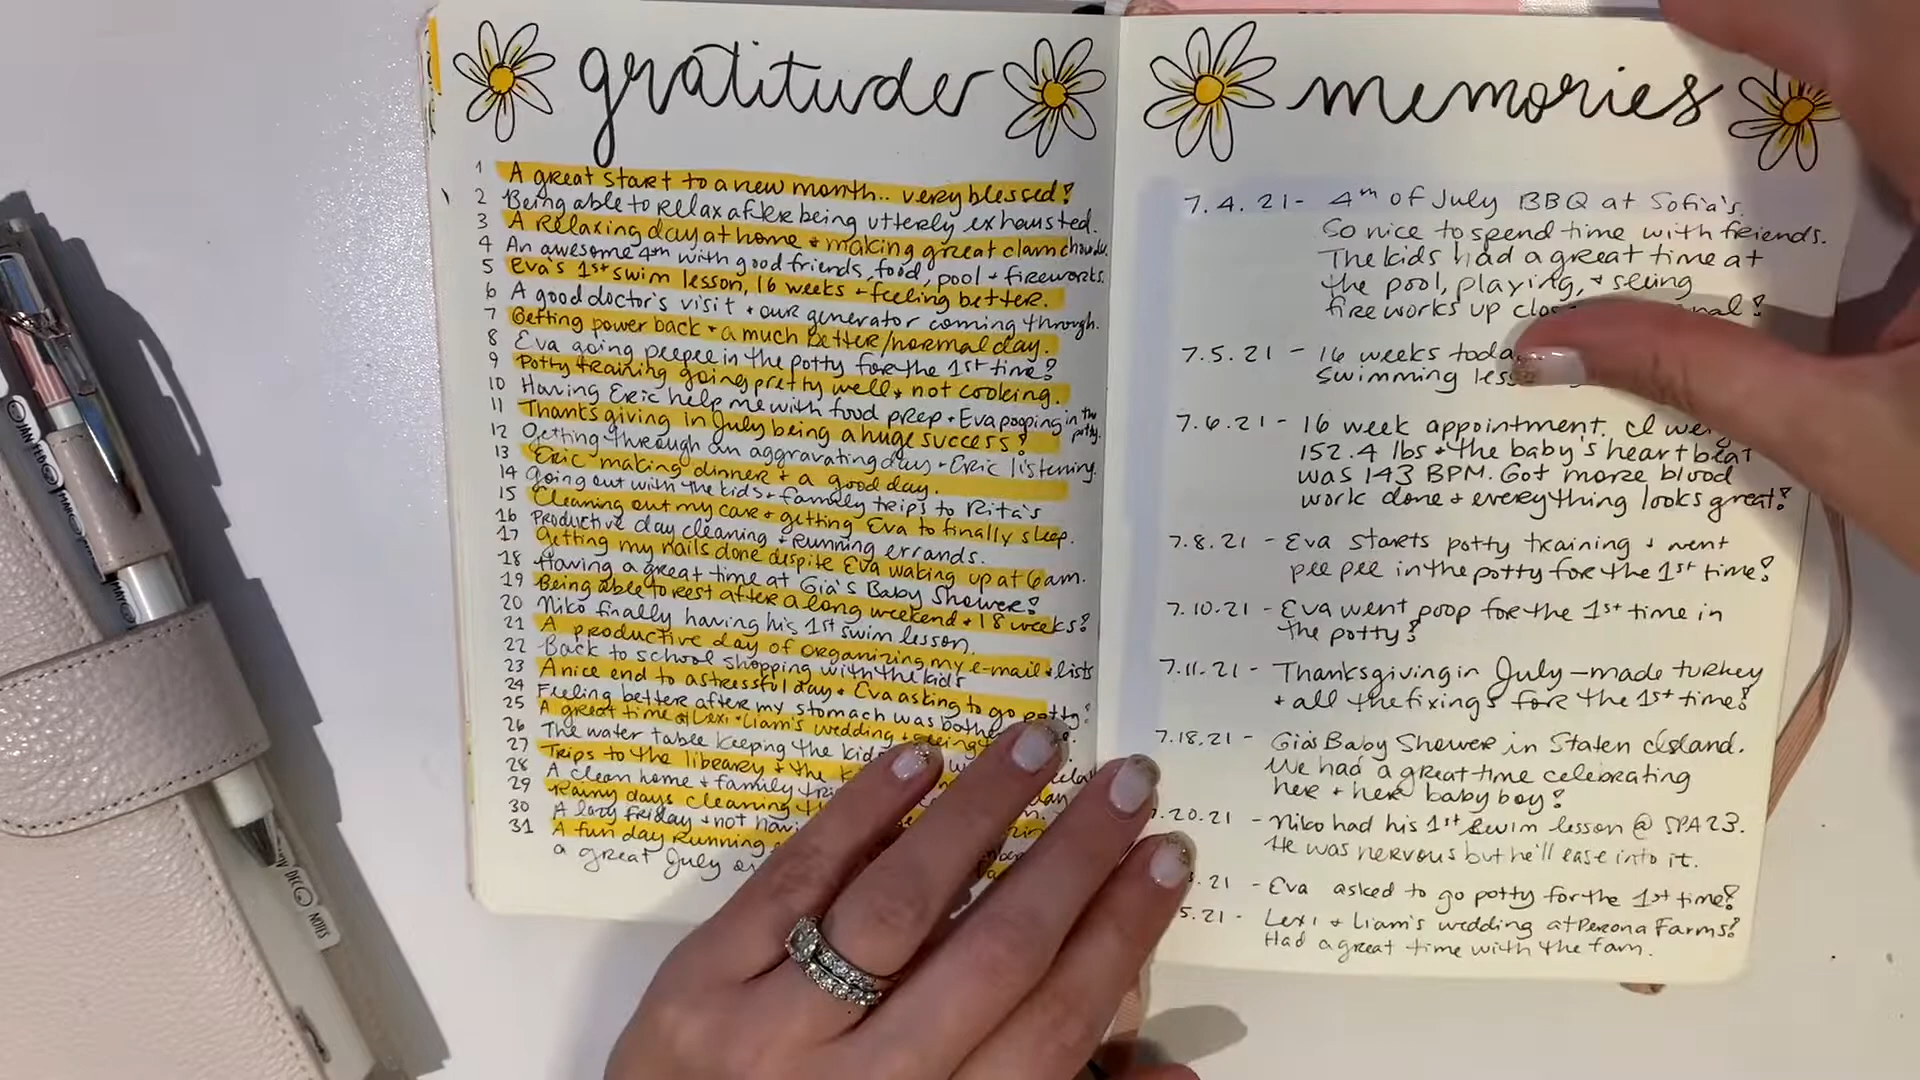 gratitude
1 A great start to a new month.. very blessed!
2 Being able to relax after being utterly exhausted.
3 A relaxing day at home + making great clam chowder
4 An awesome 4th with good friends, food, pool + fireworks.
5 Eva's 1st swim lesson, 16 weeks + feeling better.
6 A good doctor's visit + our generator coming through.
7 Getting power back + a much better/normal day.
8 Eva going peepee in the potty for the 1st time!
9 Potty training going pretty well + not cooking.
10 Having Eric help me with food prep + Eva pooping in the potty.
11 Thanksgiving in July being a huge success!
12 Getting through an aggravating day + Eric listening.
13 Eric making dinner + a good day.
14 Going out with the kids + family trips to Rita's
15 Cleaning out my car + getting Eva to finally sleep.
16 Productive day cleaning + running errands.
17 Getting my nails done despite Eva waking up at 6am.
18 Having a great time at Gia's Baby Shower!
19 Being able to rest after a long weekend + 18 weeks!
20 Niko finally having his 1st swim lesson.
21 A productive day of organizing my e-mail + lists
22 Back to school shopping with the kids
23 A nice end to a stressful day + Eva asking to go potty!
24 Feeling better after my stomach was
25 A great time at Lexi + Liam's wedding + seeing
26 The water table keeping the
27 Trips to the library + the
28 A clean home + family
29 Rainy days cleaning
30 A lazy Friday + not
31 A fun day running
a great July
memories
7.4.21 - 4th of July BBQ at Sofia's.
So nice to spend time with friends.
The kids had a great time at
the pool, playing, + seeing
fireworks up
7.5.21 - 16 weeks
swimming
7.6.21 - 16 week appointment. I
152.4 lbs + the baby's heart beat
was 143 BPM. Got more blood
work done + everything looks great!
7.8.21 - Eva starts potty training + went
pee pee in the potty for the 1st time!
7.10.21 - Eva went poop for the 1st time in
the potty!
7.11.21 - Thanksgiving in July - made turkey
+ all the fixings for the 1st time!
7.18.21 - Gia's Baby Shower in Staten Island.
We had a great time celebrating
her + her baby boy!
.20.21 - Niko had his 1st swim lesson @ SPA 23.
He was nervous but he'll ease into it.
.21 - Eva asked to go potty for the 1st time!
5.21 - Lexi + Liam's wedding at Perona Farms!
Had a great time with the fam.
JAN
FEB
MAR
MAY
DEC
NOTES